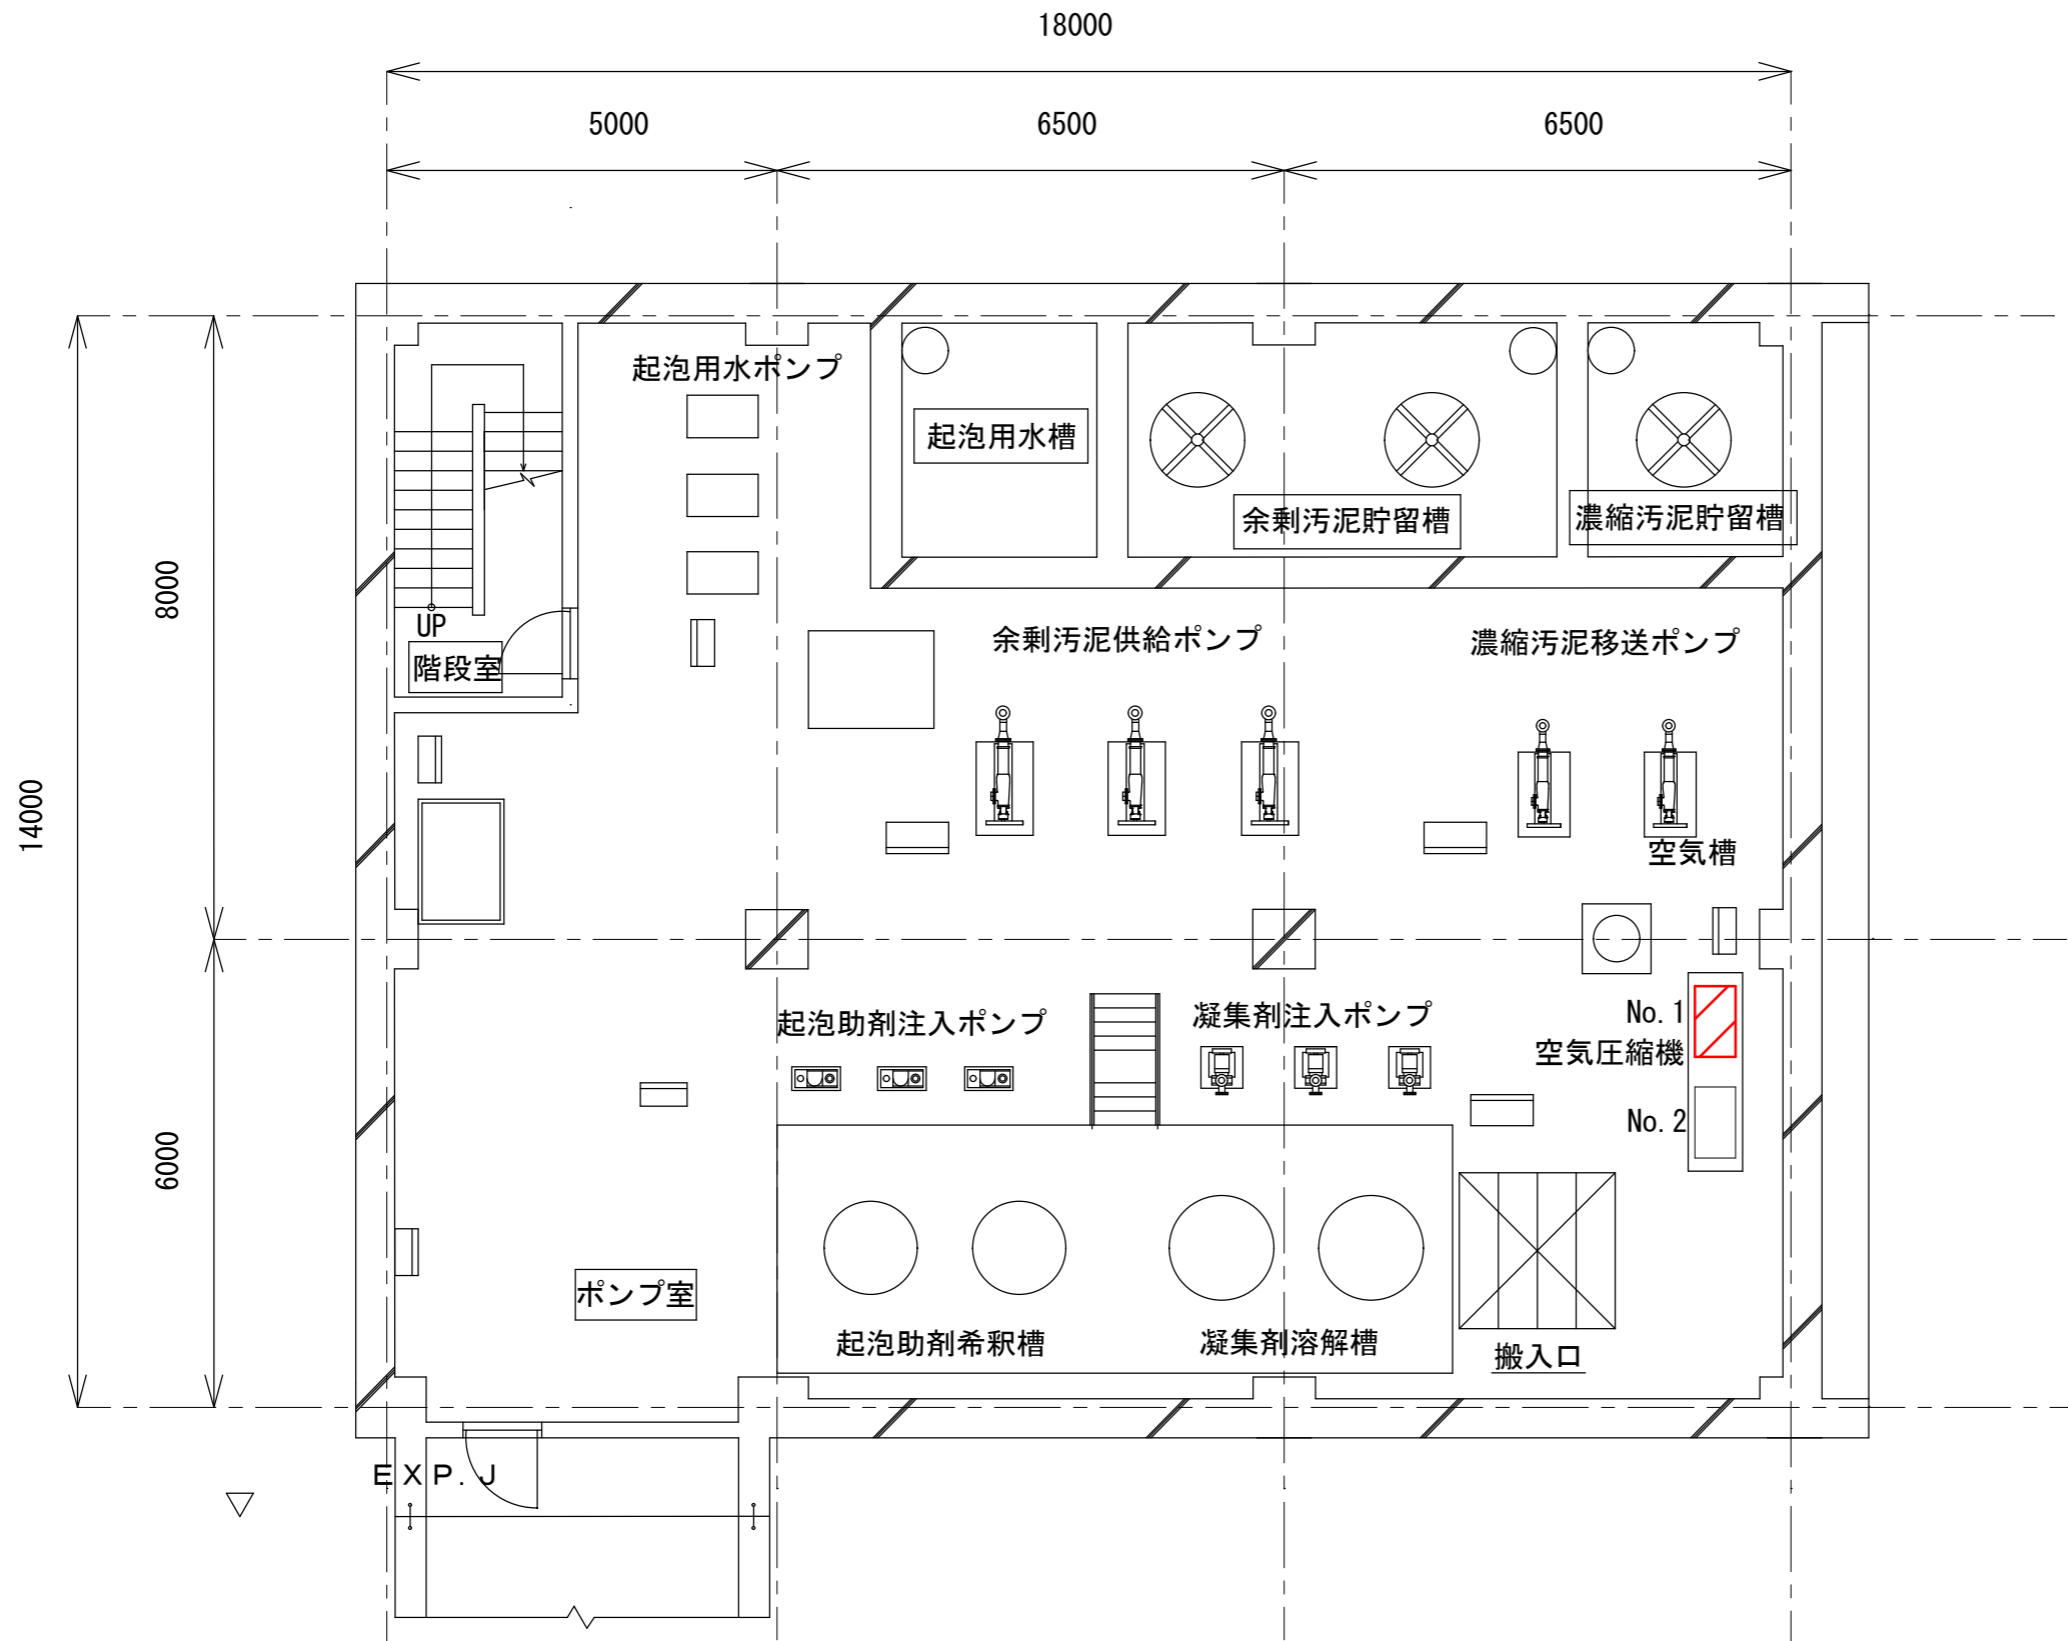 18000
5000
6500
6500
起泡用水ポンプ
起泡用水槽
余剰汚泥貯留槽
濃縮汚泥貯留槽
8000
UP
階段室
余剰汚泥供給ポンプ
濃縮汚泥移送ポンプ
14000
空気槽
起泡助剤注入ポンプ
凝集剤注入ポンプ
No.1
空気圧縮機
No.2
6000
ポンプ室
起泡助剤希釈槽
凝集剤溶解槽
搬入口
EXP.J